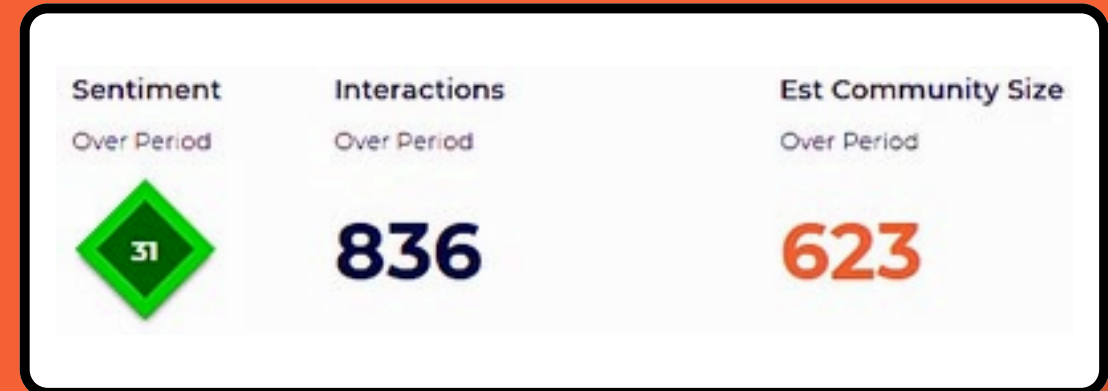 Sentiment
Over Period
31
Interactions
Over Period
836
Est Community Size
Over Period
623